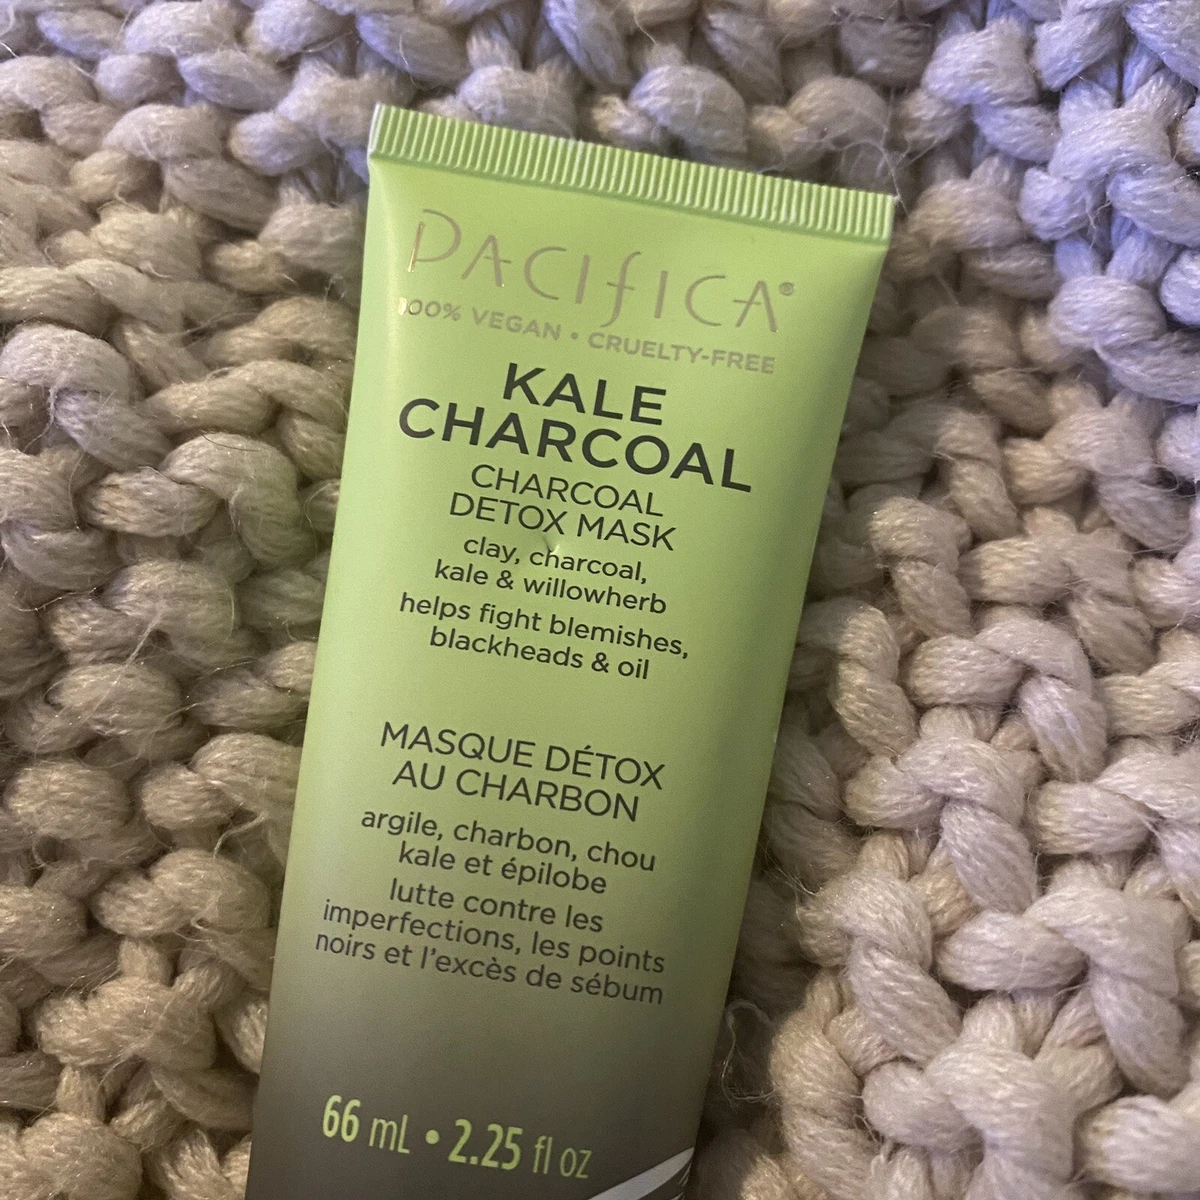 PACIFICA®
100% VEGAN • CRUELTY-FREE
KALE
CHARCOAL
CHARCOAL
DETOX MASK
clay, charcoal,
kale & willowherb
helps fight blemishes,
blackheads & oil
MASQUE DÉTOX
AU CHARBON
argile, charbon, chou
kale et épilobe
lutte contre les
imperfections, les points
noirs et l'excès de sébum
66 mL • 2.25 fl oz